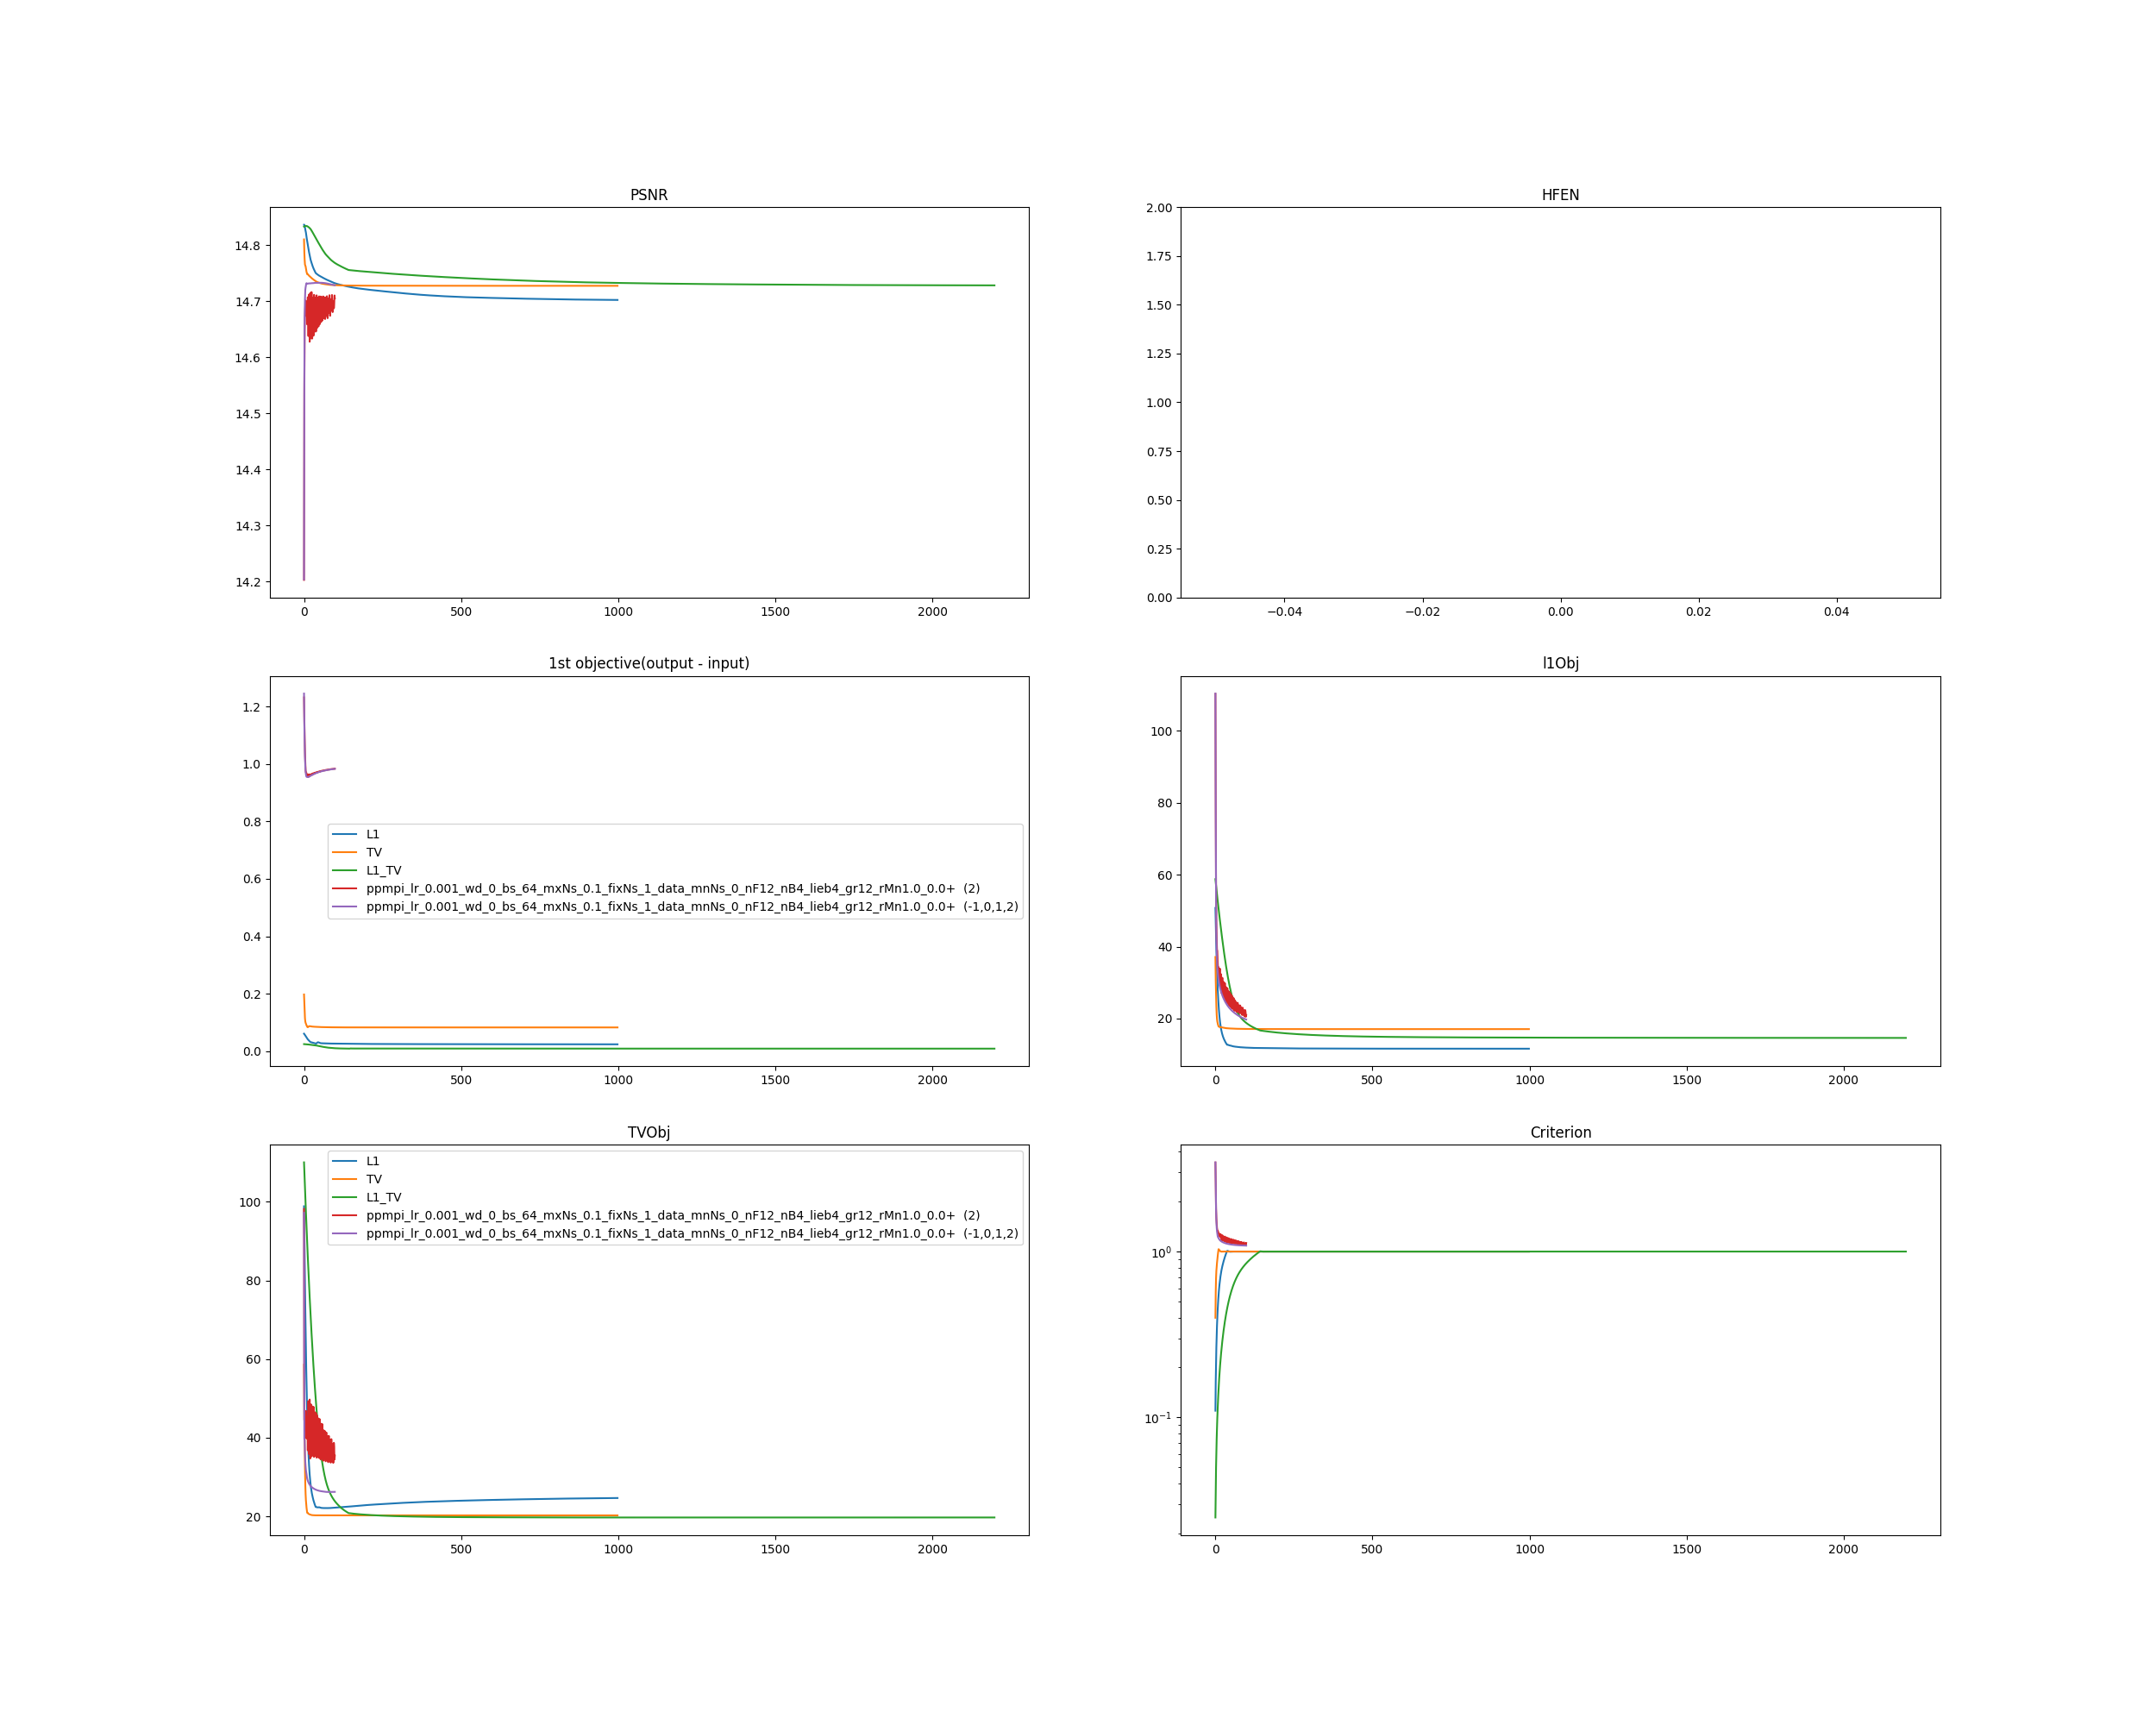 PSNR
14.8
14.7
14.6
14.5
14.4
14.3
14.2
0 500 1000 1500 2000
HFEN
2.00
1.75
1.50
1.25
1.00
0.75
0.50
0.25
0.00
−0.04 −0.02 0.00 0.02 0.04
1st objective(output - input)
1.2
1.0
0.8
0.6
0.4
0.2
0.0
L1
TV
L1_TV
ppmpi_lr_0.001_wd_0_bs_64_mxNs_0.1_fixNs_1_data_mnNs_0_nF12_nB4_lieb4_gr12_rMn1.0_0.0+ (2)
ppmpi_lr_0.001_wd_0_bs_64_mxNs_0.1_fixNs_1_data_mnNs_0_nF12_nB4_lieb4_gr12_rMn1.0_0.0+ (-1,0,1,2)
0 500 1000 1500 2000
l1Obj
100
80
60
40
20
0 500 1000 1500 2000
TVObj
100
80
60
40
20
L1
TV
L1_TV
ppmpi_lr_0.001_wd_0_bs_64_mxNs_0.1_fixNs_1_data_mnNs_0_nF12_nB4_lieb4_gr12_rMn1.0_0.0+ (2)
ppmpi_lr_0.001_wd_0_bs_64_mxNs_0.1_fixNs_1_data_mnNs_0_nF12_nB4_lieb4_gr12_rMn1.0_0.0+ (-1,0,1,2)
0 500 1000 1500 2000
Criterion
10⁰
10⁻¹
0 500 1000 1500 2000